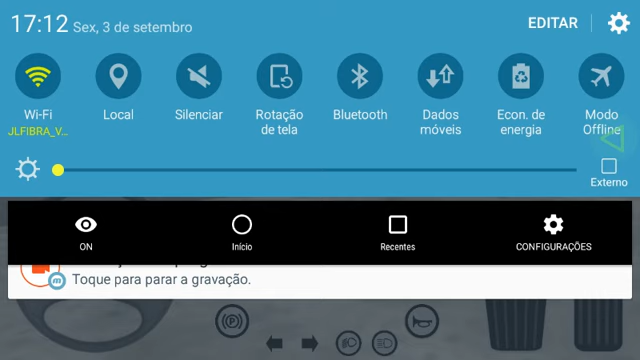 17:12 Sex, 3 de setembro
EDITAR
Wi-Fi
JLFIBRA_V...
Local
Silenciar
Rotação
de tela
Bluetooth
Dados
móveis
Econ. de
energia
Modo
Offline
Externo
ON
Início
Recentes
CONFIGURAÇÕES
m
Toque para parar a gravação.
P